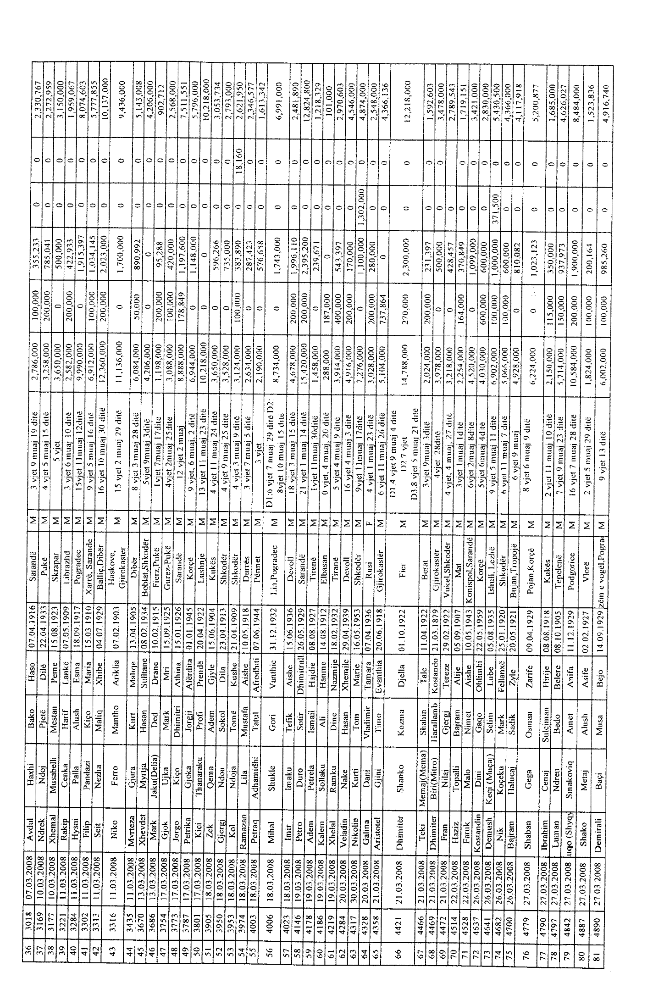 36 3018 07.03.2008 Avdul Haxhi Bako Haso 07.04.1916 Sarandë M 3 vjet 9 muaj 19 ditë 2,786,000 100,000 355,233 0 0 2,330,767
37 3169 10.03.2008 Ndrek Ndoj Pjetë Dilë 22.04.1933 Pukë M 4 vjet 5 muaj 15 ditë 3,258,000 200,000 785,041 0 0 2,272,959
38 3177 10.03.2008 Xhemal Musabelli Mestan Peme 15.08.1923 Skrapar M 5 vjet 3,650,000 0 500,000 0 0 3,150,000
39 3221 11.03.2008 Rakip Cenka Harif Lankë 07.05.1909 Librazhd M 3 vjet 6 muaj 10 ditë 2,582,000 200,000 422,933 0 0 1,959,067
40 3284 11.03.2008 Hysni Paila Alush Esma 18.09.1917 Pogradec M 15vjet 11muaj 12ditë 9,990,000 0 1,915,397 0 0 8,074,603
41 3302 11.03.2008 Filip Pandazi Kiço Maria 15.03.1910 Xarrë, Sarande M 9 vjet 5 muaj 16 ditë 6,912,000 100,000 1,034,145 0 0 5,777,855
42 3313 11.03.2008 Seit Nezha Maliq Xhibe 04.07.1929 Balliç,Dibër M 16 vjet 10 muaj 30 ditë 12,360,000 200,000 2,023,000 0 0 10,137,000
43 3316 11.03.2008 Niko Ferro Mantho Ariklia 07.02.1903 Haskove, Gjirokaster M 15 vjet 2 muaj 29 ditë 11,136,000 0 1,700,000 0 0 9,436,000
44 3435 11.03.2008 Myrteza Gjura Kurt Maliqe 13.04.1905 Dibër M 8 vjet 3 muaj 28 ditë 6,084,000 50,000 890,992 0 0 5,143,008
45 3670 13.03.2008 Xhevdet Myrtja Hasan Sulltane 08.02.1934 Boblat,Shkodër M 5vjet 9muaj 3ditë 4,206,000 0 0 0 0 4,206,000
46 3686 13.03.2008 Mark Jaku(Delia) Ded Drane 10.02.1915 Fierz,Pukë M 1vjet 7muaj 17ditë 1,198,000 200,000 95,288 0 0 902,712
47 3754 17.03.2008 Gjok Ujka Mark Mri 15.09.1925 Gurez-Pukë M 4vjet 2muaj 25ditë 3,088,000 100,000 420,000 0 0 2,568,000
48 3773 17.03.2008 Jorgo Kiço Dhimitri Athina 15.01.1926 Sarandë M 12 vjet 2 muaj 8,888,000 178,849 1,197,600 0 0 7,511,551
49 3787 17.03.2008 Petrika Gjoka Jorgji Afërdita 01.01.1945 Korçë M 9 vjet, 6 muaj, 2 ditë 6,944,000 0 1,148,000 0 0 5,796,000
50 3801 17.03.2008 Kici Thanaraku Profi Prendë 20.04.1922 Lushnje M 13 vjet 11 muaj 23 ditë 10,218,000 0 0 0 0 10,218,000
51 3905 18.03.2008 Zek Qema Adem Gjyle 15.06.1904 Kukës M 4 vjet 11 muaj 24 ditë 3,650,000 0 596,266 0 0 3,053,734
52 3950 18.03.2008 Gjergj Ndou Sokol Dila 23.04.1913 Shkodër M 4 vjet 9 muaj 25 ditë 3,528,000 0 735,000 0 0 2,793,000
53 3953 18.03.2008 Kol Ndoja Tomë Kushe 21.04.1909 Shkodër M 4 vjet 3 muaj 9 ditë 3,124,000 100,000 383,890 0 18,160 2,621,950
54 3974 18.03.2008 Ramazan Lila Mustafa Aishe 10.05.1918 Durrës M 3 vjet 7 muaj 5 ditë 2,634,000 0 287,423 0 0 2,346,577
55 4003 18.03.2008 Petraq Adhamidhi Tatul Afrodhiti 07.06.1944 Përmet M 3 vjet 2,190,000 0 576,658 0 0 1,613,342
56 4006 18.03.2008 Mihal Shukle Gori Vanthie 31.12.1932 Lin,Pogradec M D1:6 vjet 7 muaj 29 ditë D2: 8vjet 10 muaj 15 ditë 8,734,000 0 1,743,000 0 0 6,991,000
57 4023 18.03.2008 Imir Imaku Tefik Aishe 15.06.1936 Devoll M 18 vjet 3 muaj 15 ditë 4,678,000 200,000 1,996,110 0 0 2,481,890
58 4146 19.03.2008 Petro Duro Sotir Dhimitrull 26.05.1929 Sarandë M 21 vjet 1 muaj 14 ditë 15,420,000 200,000 2,395,200 0 0 12,824,800
59 4178 19.03.2008 Adem Petrela Ismail Hajdie 08.08.1927 Tirenë M 1vjet 11muaj 30ditë 1,458,000 0 239,671 0 0 1,218,329
60 4186 19.03.2008 Kalem Sollaku Ali Hanme 14.08.1912 Elbasan M 0 vjet, 4 muaj, 20 ditë 288,000 187,000 0 0 0 101,000
61 4219 19.03.2008 Xhelal Ramku Dine Nazmije 18.02.1932 Tiranë M 5 vjet 4 muaj 9 ditë 3,914,000 400,000 543,397 0 0 2,970,603
62 4284 20.03.2008 Veladin Nake Hasan Xhemile 29.04.1939 Devoll M 16 vjet 4 muaj 3 ditë 4,916,000 200,000 170,000 0 0 4,546,000
63 4317 30.03.2008 Nikolin Kurti Tom Marie 16.05.1953 Shkodër M 9vjet 11muaj 17ditë 7,276,000 0 1,100,000 1,302,000 0 4,874,000
64 4328 20.03.2008 Galina Dani Vladimir Tamara 07.04.1936 Rusi F 4 vjet 1 muaj 23 ditë 3,028,000 200,000 280,000 0 0 2,548,000
65 4358 21.03.2008 Aristotel Gjini Timo Evanthia 20.06.1918 Gjirokastër M 6 vjet 11 muaj 26 ditë 5,104,000 737,864 0 0 0 4,366,136
66 4421 21.03.2008 Dhimitër Shanko Kozma Djella 01.10.1922 Fier M D1.4 vjet 9 muaj 4 dite D2.7 vjet D3.8 vjet 5 muaj 21 ditë 14,788,000 270,000 2,300,000 0 0 12,218,000
67 4466 21.03.2008 Teki Memaj(Mema) Shahin Tale 11.04.1922 Berat M 3vjet 9muaj 3ditë 2,024,000 200,000 231,397 0 0 1,592,603
68 4469 21.03.2008 Dhimiter Biri(Mitro) Harallamb Kostando 21.03.1879 Gjirokastër M 4vjet 28ditë 3,978,000 0 500,000 0 0 3,478,000
69 4472 21.03.2008 Fran Nilaj Gjergj Tereze 29.02.1922 Vukel,Shkodër M 4 vjet, 4 muaj, 27 ditë 3,218,000 0 428,457 0 2,789,543
70 4514 22.03.2008 Haziz Topalli Bajram Alije 05.09.1907 Mat M 3vjet 1muaj 1ditë 2,254,000 164,000 370,849 0 0 1,719,151
71 4528 22.03.2008 Faruk Malo Nimet Aishe 10.05.1943 Konispol,Sarandë M 6vjet 2muaj 8ditë 4,520,000 0 1,099,000 0 0 3,421,000
72 4637 26.03.2008 Kostandin Dini Gaqo Oblimbi 22.05.1959 Korçë M 5vjet 6muaj 4ditë 4,030,000 600,000 600,000 0 0 2,830,000
73 4641 26.03.2008 Demush Keqi (Muçaj) Selim Lube 05.08.1935 Ishull, Lezhë M 9 vjet 5 muaj 11 ditë 6,902,000 100,000 1,000,000 371,500 0 5,430,500
74 4682 26.03.2008 Nik Koçeku Mark Fellanxë 25.01.1920 Shkodër M 6 vjet 11 muaj 7 ditë 5,066,000 100,000 600,000 0 0 4,366,000
75 4700 26.03.2008 Bajram Halucaj Sadik Zyle 20.05.1921 Bujan,Tropojë M 6 vjet 9 muaj 4,928,000 0 810,082 0 0 4,117,918
76 4779 27.03.2008 Shaban Gega Osman Zarife 09.04.1929 Pojan,Korçë M 8 vjet 6 muaj 9 ditë 6,224,000 0 1,023,123 0 0 5,200,877
77 4790 27.03.2008 Ibrahim Cenaj Sulejman Hirije 08.08.1918 Kukës M 2 vjet 11 muaj 10 ditë 2,150,000 115,000 350,000 0 0 1,685,000
78 4797 27.03.2008 Luman Ndreu Bedo Belere 08.10.1905 Tepelenë M 7 vjet 9 muaj 23 ditë 5,714,000 150,000 937,973 0 0 4,626,027
79 4842 27.03.2008 uqo (Shyqy Smakoviq Amet Anifa 11.12.1929 Podgorice M 16 vjet 7 muaj 28 ditë 10,584,000 200,000 1,900,000 0 0 8,484,000
80 4887 27.03.2008 Shako Metaj Alush Asife 02.02.1927 Vlorë M 2 vjet 5 muaj 29 ditë 1,824,000 100,000 200,164 0 0 1,523,836
81 4890 27.03.2008 Demirali Baçi Musa Bejo 14.09.1929 zëm e vogël,Pogra M 9 vjet 13 ditë 6,002,000 100,000 985,260 0 0 4,916,740